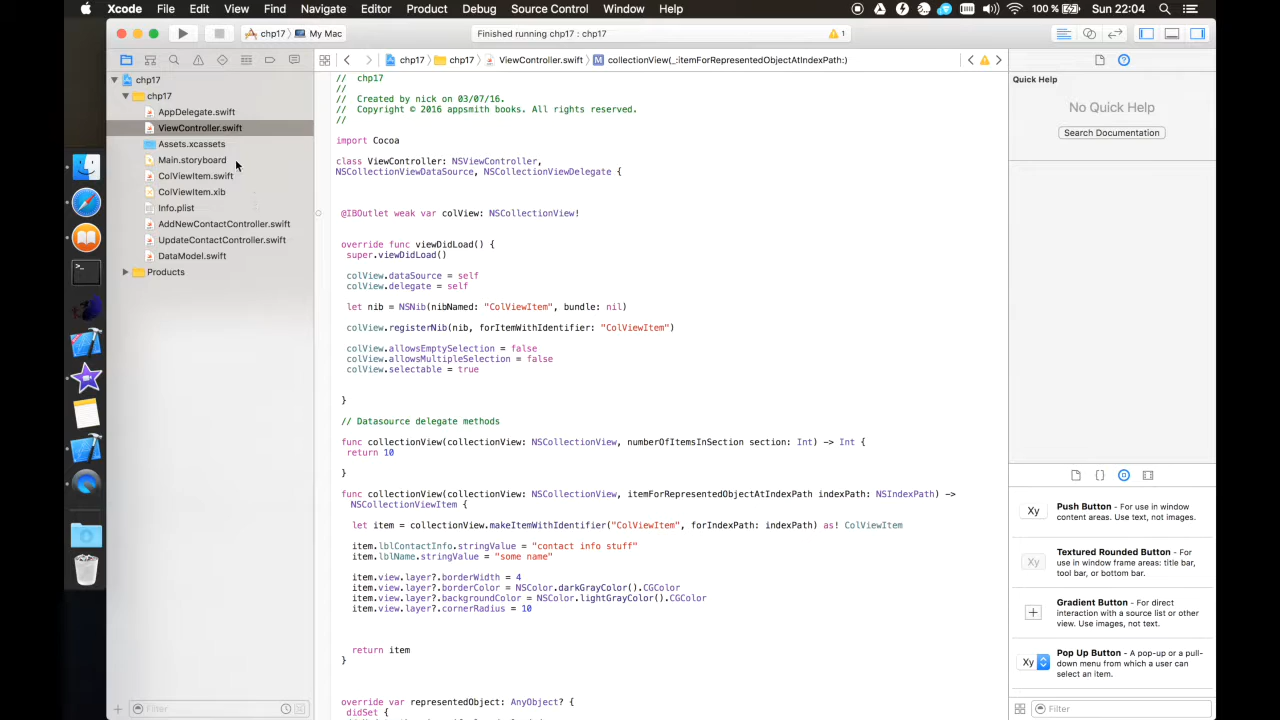 Xcode File Edit View Find Navigate Editor Product Debug Source Control Window Help 100 % Sun 22:04
chp17 My Mac Finished running chp17 : chp17 1
chp17 chp17 ViewController.swift M collectionView(_:itemForRepresentedObjectAtIndexPath:)
chp17
chp17
AppDelegate.swift
ViewController.swift
Assets.xcassets
Main.storyboard
ColViewItem.swift
ColViewItem.xib
Info.plist
AddNewContactController.swift
UpdateContactController.swift
DataModel.swift
Products
Filter
// chp17
//
// Created by nick on 03/07/16.
// Copyright © 2016 appsmith books. All rights reserved.
//
import Cocoa
class ViewController: NSViewController,
NSCollectionViewDataSource, NSCollectionViewDelegate {
@IBOutlet weak var colView: NSCollectionView!
override func viewDidLoad() {
super.viewDidLoad()
colView.dataSource = self
colView.delegate = self
let nib = NSNib(nibNamed: "ColViewItem", bundle: nil)
colView.registerNib(nib, forItemWithIdentifier: "ColViewItem")
colView.allowsEmptySelection = false
colView.allowsMultipleSelection = false
colView.selectable = true
}
// Datasource delegate methods
func collectionView(collectionView: NSCollectionView, numberOfItemsInSection section: Int) -> Int {
return 10
}
func collectionView(collectionView: NSCollectionView, itemForRepresentedObjectAtIndexPath indexPath: NSIndexPath) ->
NSCollectionViewItem {
let item = collectionView.makeItemWithIdentifier("ColViewItem", forIndexPath: indexPath) as! ColViewItem
item.lblContactInfo.stringValue = "contact info stuff"
item.lblName.stringValue = "some name"
item.view.layer?.borderWidth = 4
item.view.layer?.borderColor = NSColor.darkGrayColor().CGColor
item.view.layer?.backgroundColor = NSColor.lightGrayColor().CGColor
item.view.layer?.cornerRadius = 10
return item
}
override var representedObject: AnyObject? {
didSet {
Quick Help
No Quick Help
Search Documentation
Xy Push Button - For use in window
content areas. Use text, not images.
Xy Textured Rounded Button - For
use in window frame areas: title bar,
tool bar, or bottom bar.
Gradient Button - For direct
interaction with a source list or other
view. Use images, not text.
Xy Pop Up Button - A pop-up or a pull-
down menu from which a user can
select an item.
Filter